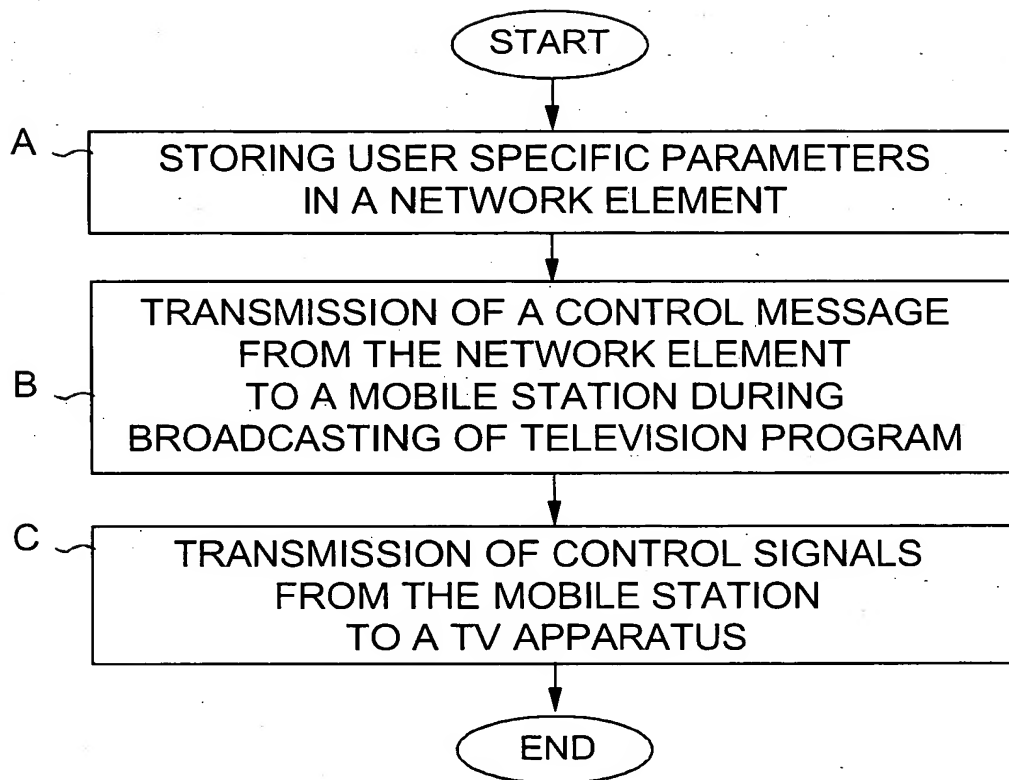 START
A
STORING USER SPECIFIC PARAMETERS
IN A NETWORK ELEMENT
B
TRANSMISSION OF A CONTROL MESSAGE
FROM THE NETWORK ELEMENT
TO A MOBILE STATION DURING
BROADCASTING OF TELEVISION PROGRAM
C
TRANSMISSION OF CONTROL SIGNALS
FROM THE MOBILE STATION
TO A TV APPARATUS
END